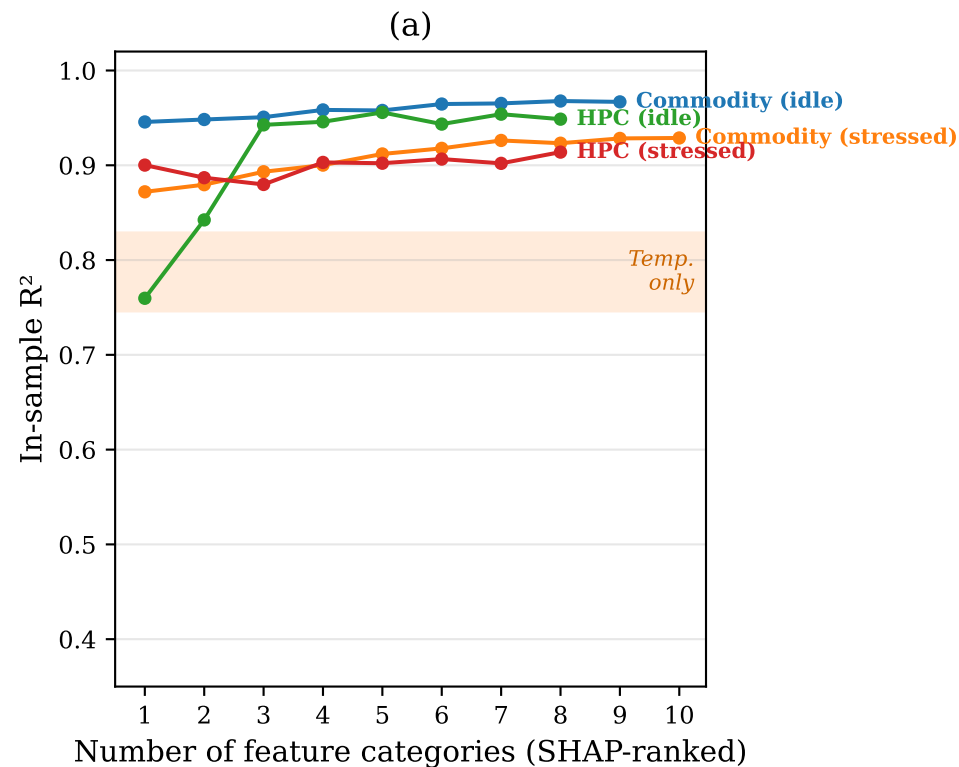 (a)
1.0
0.9
0.8
0.7
0.6
0.5
0.4
In-sample R²
Commodity (idle)
HPC (idle)
Commodity (stressed)
HPC (stressed)
Temp.
only
1 2 3 4 5 6 7 8 9 10
Number of feature categories (SHAP-ranked)